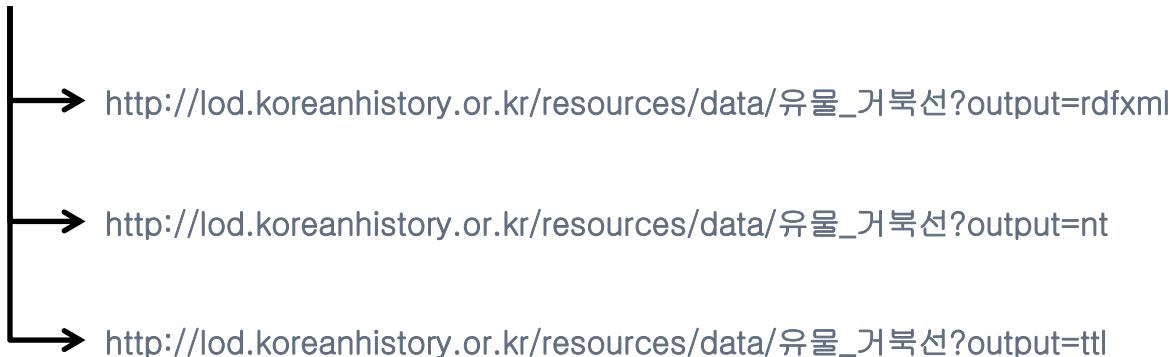 http://lod.koreanhistory.or.kr/resources/data/유물_거북선?output=rdfxml
http://lod.koreanhistory.or.kr/resources/data/유물_거북선?output=nt
http://lod.koreanhistory.or.kr/resources/data/유물_거북선?output=ttl